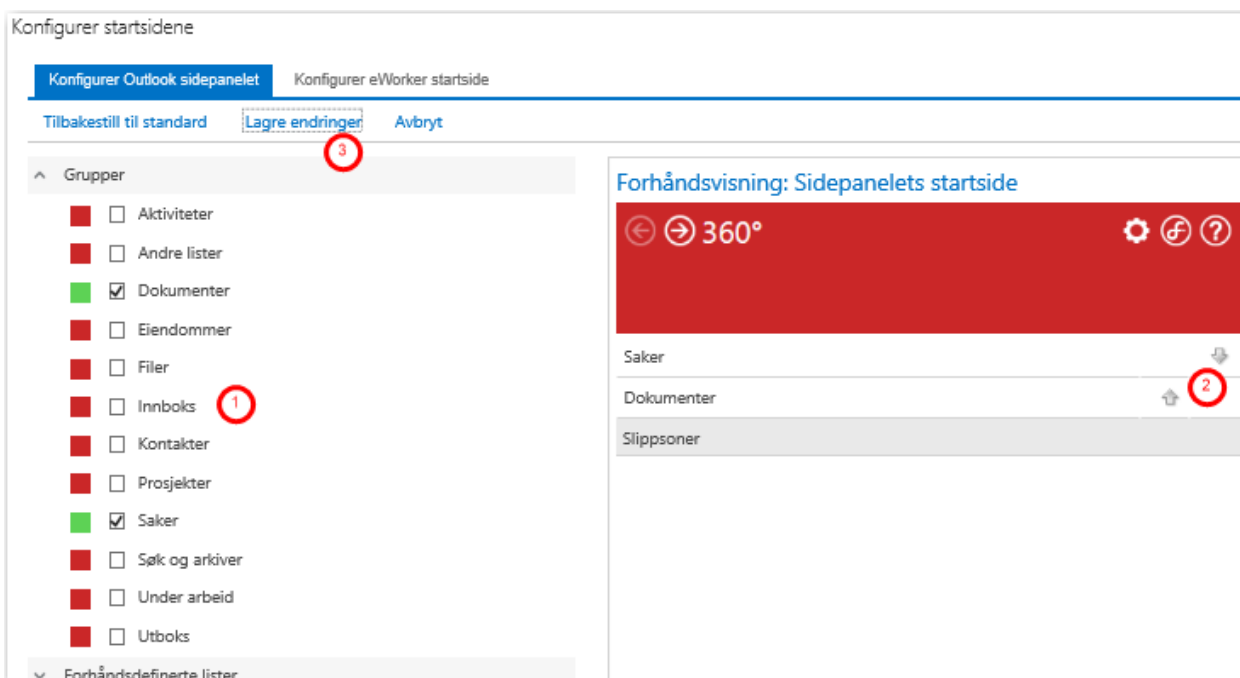 Konfigurer startsidene
Konfigurer Outlook sidepanelet
Konfigurer eWorker startside
Tilbakestill til standard
Lagre endringer
Avbryt
3
Grupper
Aktiviteter
Andre lister
Dokumenter
Eiendommer
Filer
Innboks
1
Kontakter
Prosjekter
Saker
Søk og arkiver
Under arbeid
Utboks
Forhåndsdefinerte lister
Forhåndsvisning: Sidepanelets startside
360°
?
Saker
Dokumenter
2
Slippsoner